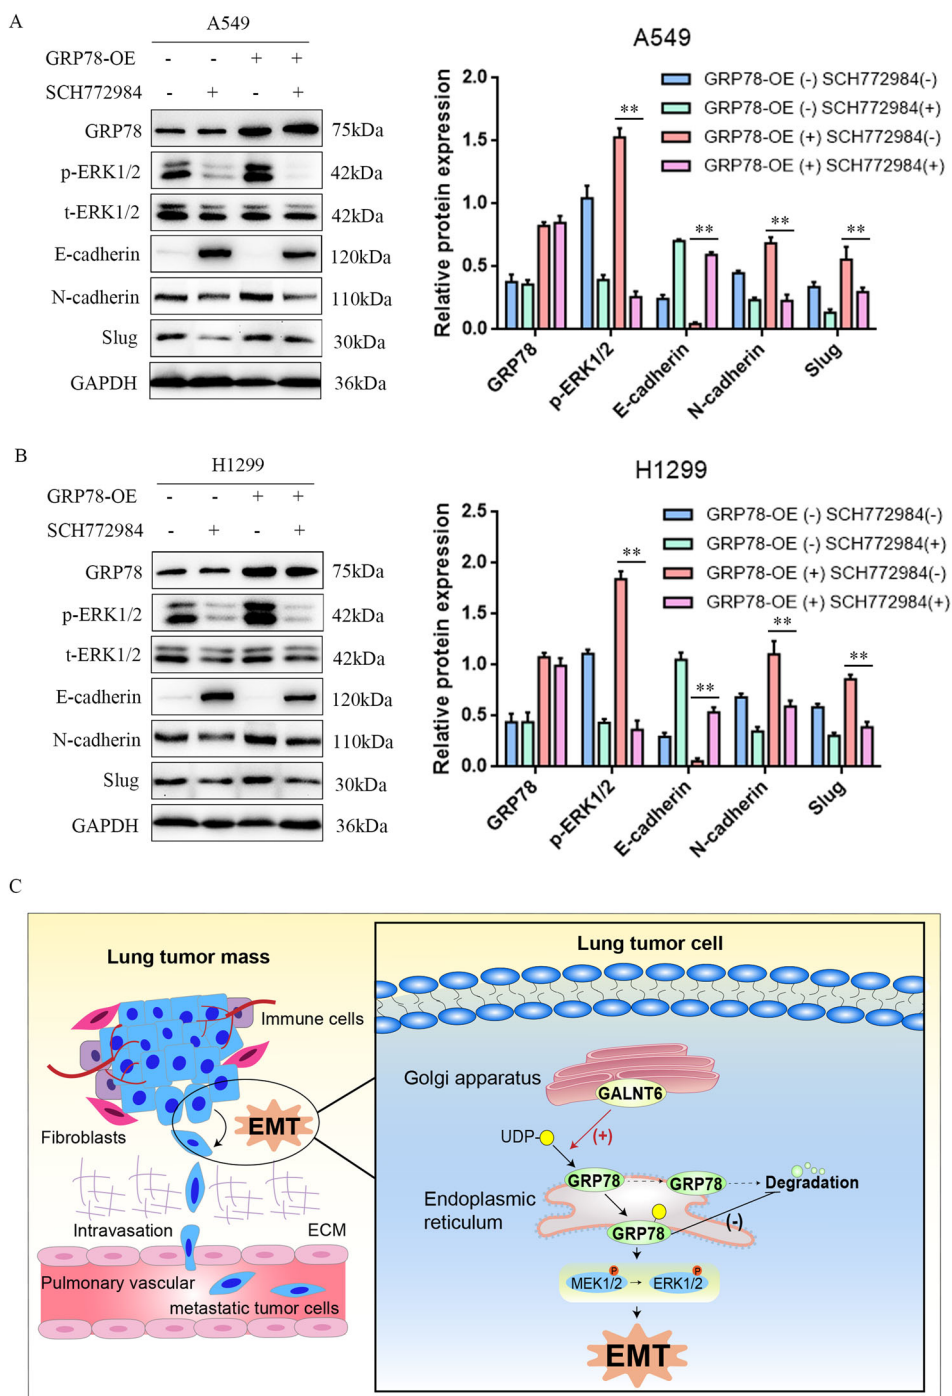 A
A549
GRP78-OE - - + +
SCH772984 - + - +
GRP78 75kDa
p-ERK1/2 42kDa
t-ERK1/2 42kDa
E-cadherin 120kDa
N-cadherin 110kDa
Slug 30kDa
GAPDH 36kDa
A549
Relative protein expression
2.0
1.5
1.0
0.5
0.0
GRP78-OE (-) SCH772984(-)
GRP78-OE (-) SCH772984(+)
GRP78-OE (+) SCH772984(-)
GRP78-OE (+) SCH772984(+)
**
**
**
**
GRP78
p-ERK1/2
E-cadherin
N-cadherin
Slug
B
H1299
GRP78-OE - - + +
SCH772984 - + - +
GRP78 75kDa
p-ERK1/2 42kDa
t-ERK1/2 42kDa
E-cadherin 120kDa
N-cadherin 110kDa
Slug 30kDa
GAPDH 36kDa
H1299
Relative protein expression
2.5
2.0
1.5
1.0
0.5
0.0
GRP78-OE (-) SCH772984(-)
GRP78-OE (-) SCH772984(+)
GRP78-OE (+) SCH772984(-)
GRP78-OE (+) SCH772984(+)
**
**
**
**
GRP78
p-ERK1/2
E-cadherin
N-cadherin
Slug
C
Lung tumor mass
Immune cells
Fibroblasts
EMT
Intravasation
ECM
Pulmonary vascular
metastatic tumor cells
Lung tumor cell
Golgi apparatus
GALNT6
UDP-
(+)
GRP78
GRP78
Degradation
Endoplasmic
reticulum
GRP78
(-)
P
P
MEK1/2
ERK1/2
EMT